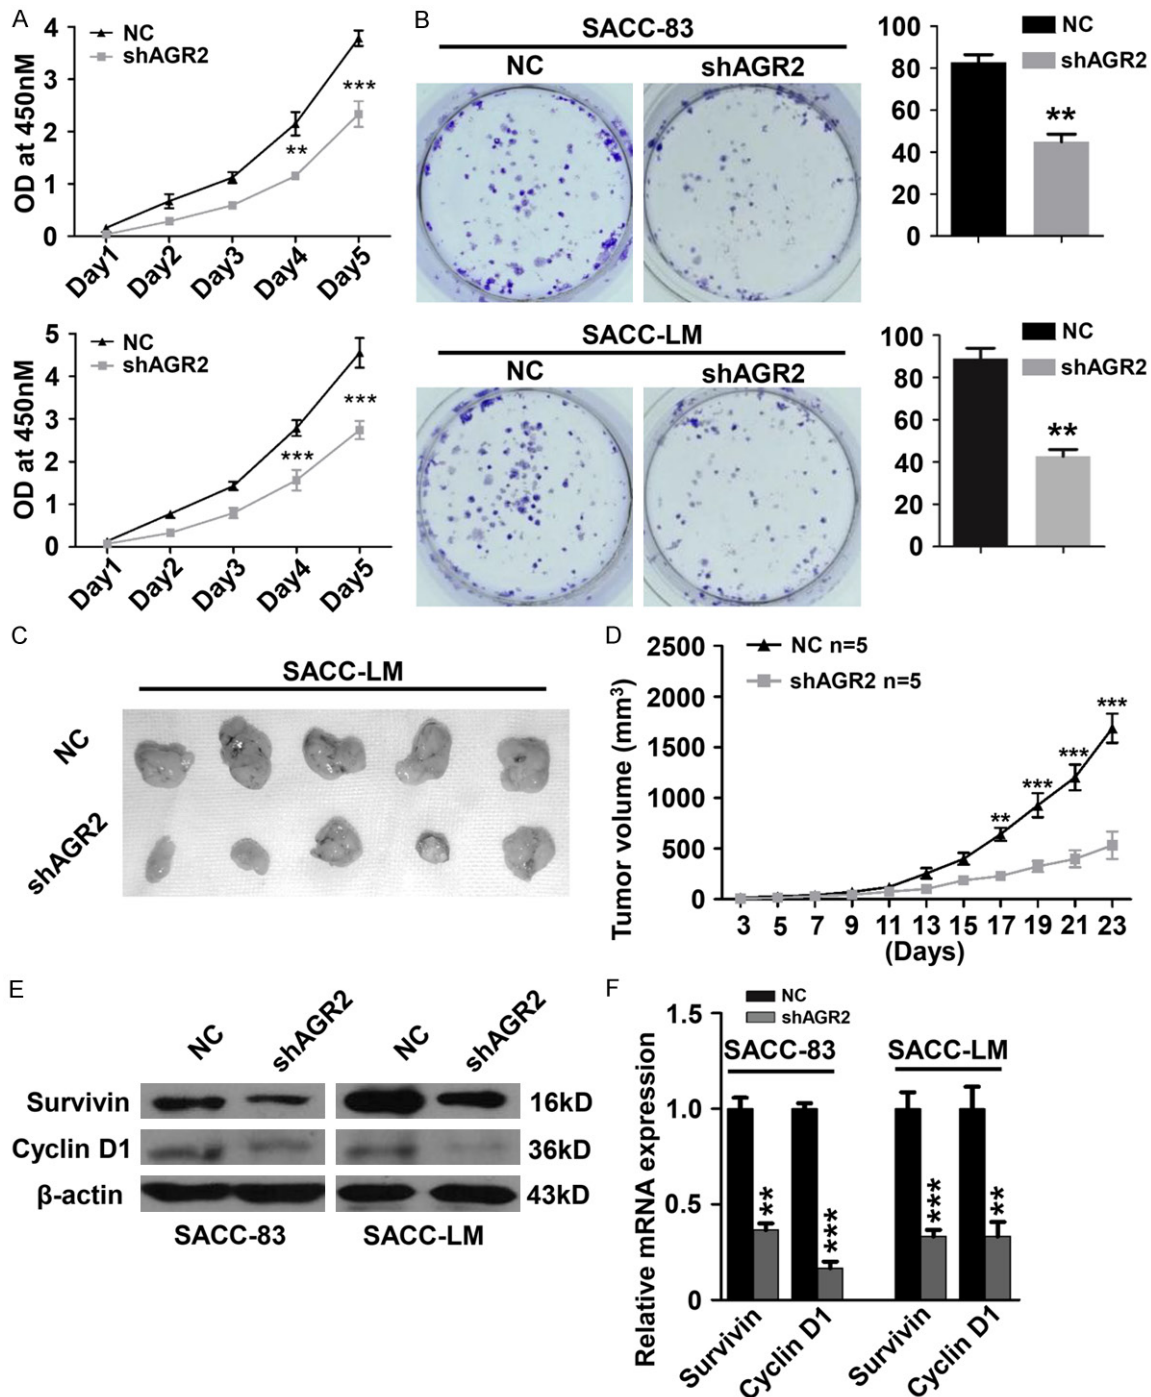 A
NC
shAGR2
OD at 450nM
4
3
2
1
0
***
**
Day1
Day2
Day3
Day4
Day5
NC
shAGR2
OD at 450nM
5
4
3
2
1
0
***
***
Day1
Day2
Day3
Day4
Day5
B
SACC-83
NC
shAGR2
NC
shAGR2
100
80
60
40
20
0
**
SACC-LM
NC
shAGR2
NC
shAGR2
100
80
60
40
20
0
**
C
SACC-LM
NC
shAGR2
D
NC n=5
shAGR2 n=5
Tumor volume (mm³)
2500
2000
1500
1000
500
0
**
***
***
***
3 5 7 9 11 13 15 17 19 21 23
(Days)
E
NC
shAGR2
NC
shAGR2
Survivin
16kD
Cyclin D1
36kD
β-actin
43kD
SACC-83
SACC-LM
F
NC
shAGR2
Relative mRNA expression
1.5
1.0
0.5
0
SACC-83
SACC-LM
**
***
***
**
Survivin
Cyclin D1
Survivin
Cyclin D1